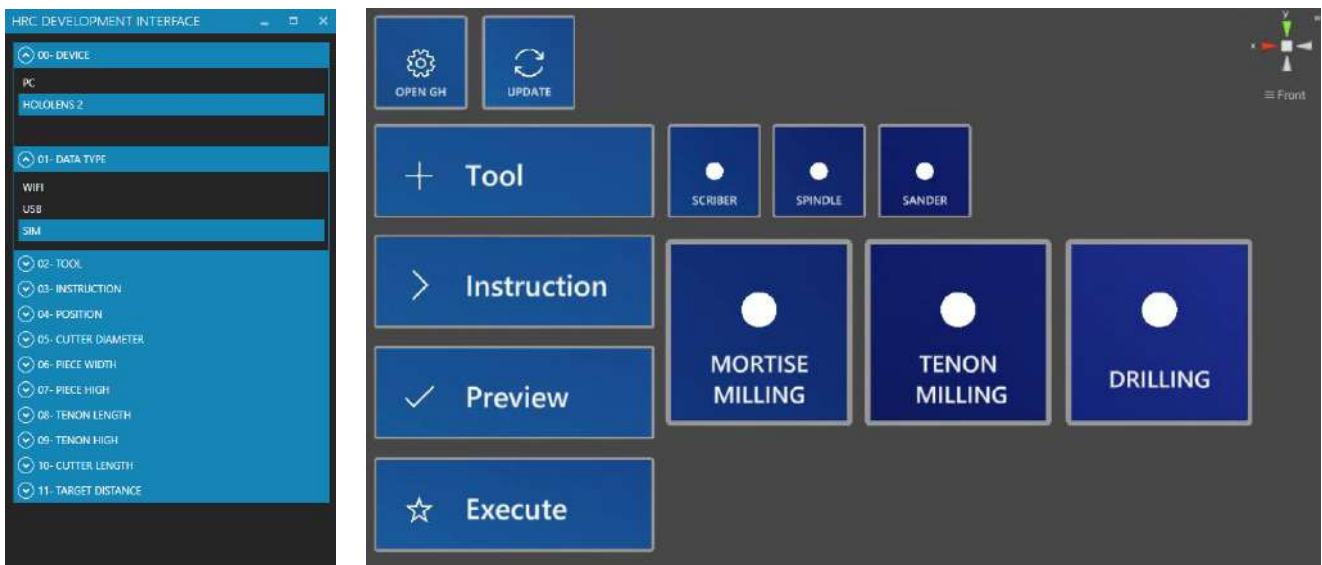 HRC DEVELOPMENT INTERFACE
00- DEVICE
PC
HOLOLENS 2
01- DATA TYPE
WIFI
USB
SIM
02- TOOL
03- INSTRUCTION
04- POSITION
05- CUTTER DIAMETER
06- PIECE WIDTH
07- PIECE HIGH
08- TENON LENGTH
09- TENON HIGH
10- CUTTER LENGTH
11- TARGET DISTANCE
OPEN GH
UPDATE
y
x
Front
Tool
SCRIBER
SPINDLE
SANDER
Instruction
MORTISE
MILLING
TENON
MILLING
DRILLING
Preview
Execute